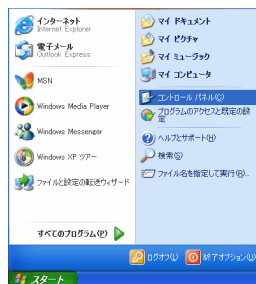 インターネット
Internet Explorer
電子メール
Outlook Express
MSN
Windows Media Player
Windows Messenger
Windows XP ツアー
ファイルと設定の転送ウィザード
すべてのプログラム(P)
マイ ドキュメント
マイ ピクチャ
マイ ミュージック
マイ コンピュータ
コントロール パネル(C)
プログラムのアクセスと既定の設
定
ヘルプとサポート(H)
検索(S)
ファイル名を指定して実行(R)...
ログオフ(L)
終了オプション(U)
スタート